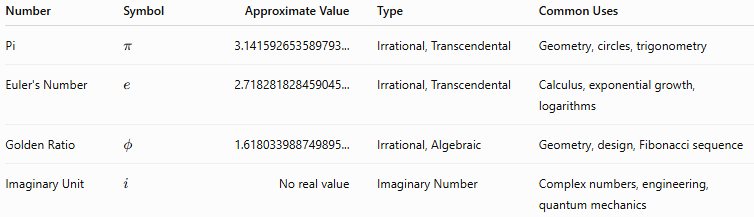 Number Symbol Approximate Value Type Common Uses
Pi π 3.141592653589793... Irrational, Transcendental Geometry, circles, trigonometry
Euler's Number e 2.718281828459045... Irrational, Transcendental Calculus, exponential growth,
logarithms
Golden Ratio ϕ 1.618033988749895... Irrational, Algebraic Geometry, design, Fibonacci sequence
Imaginary Unit i No real value Imaginary Number Complex numbers, engineering,
quantum mechanics